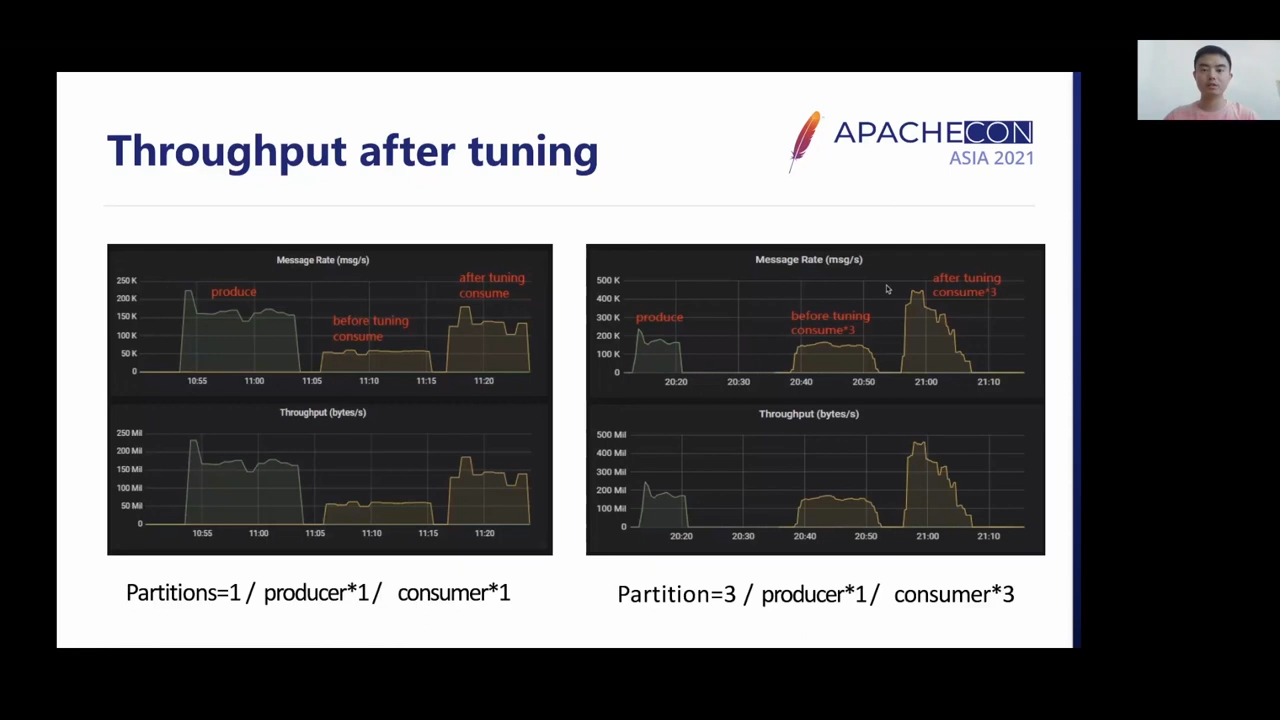 Throughput after tuning
APACHECON
ASIA 2021
Message Rate (msg/s)
250 K
200 K
150 K
100 K
50 K
0
10:55
11:00
11:05
11:10
11:15
11:20
produce
before tuning
consume
after tuning
consume
Throughput (bytes/s)
250 Mil
200 Mil
150 Mil
100 Mil
50 Mil
0
10:55
11:00
11:05
11:10
11:15
11:20
Partitions=1 / producer*1 / consumer*1
Message Rate (msg/s)
500 K
400 K
300 K
200 K
100 K
0
20:20
20:30
20:40
20:50
21:00
21:10
produce
before tuning
consume*3
after tuning
consume*3
Throughput (bytes/s)
500 Mil
400 Mil
300 Mil
200 Mil
100 Mil
0
20:20
20:30
20:40
20:50
21:00
21:10
Partition=3 / producer*1 / consumer*3